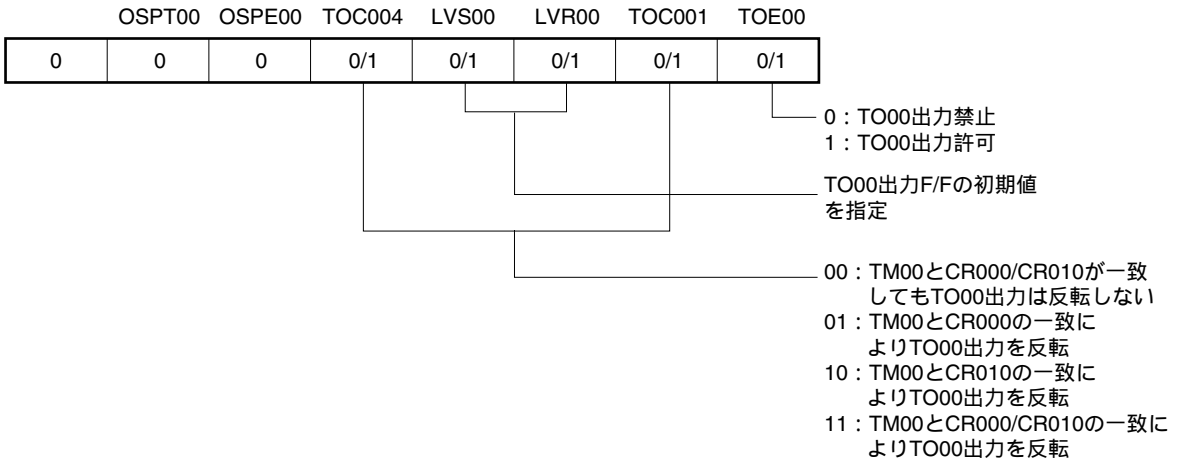 OSPT00 OSPE00 TOC004 LVS00 LVR00 TOC001 TOE00
0 0 0 0/1 0/1 0/1 0/1 0/1
0：TO00出力禁止
1：TO00出力許可
TO00出力F/Fの初期値
を指定
00：TM00とCR000/CR010が一致
してもTO00出力は反転しない
01：TM00とCR000の一致に
よりTO00出力を反転
10：TM00とCR010の一致に
よりTO00出力を反転
11：TM00とCR000/CR010の一致に
よりTO00出力を反転